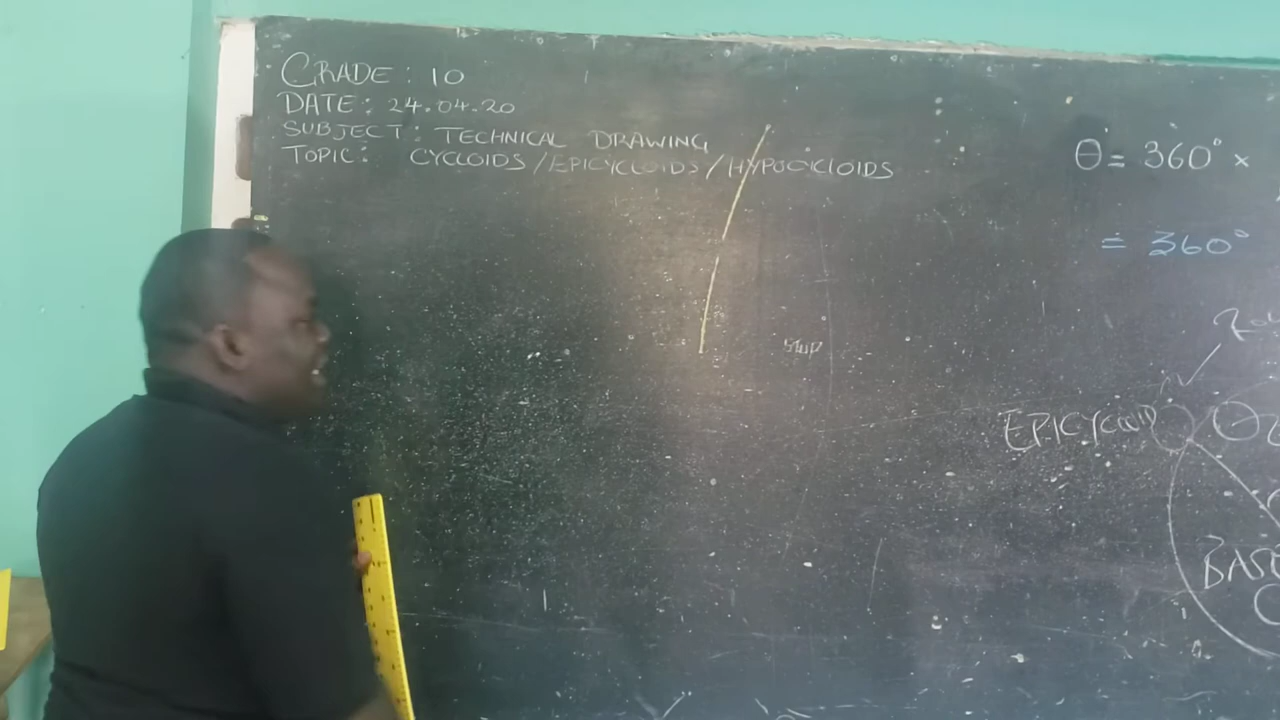 GRADE: 10
DATE: 24.04.20
SUBJECT: TECHNICAL DRAWING
TOPIC: CYCLOIDS/EPICYCLOIDS/HYPOCYCLOIDS
θ = 360° ×
= 360°
EPICYCLOID
BASE